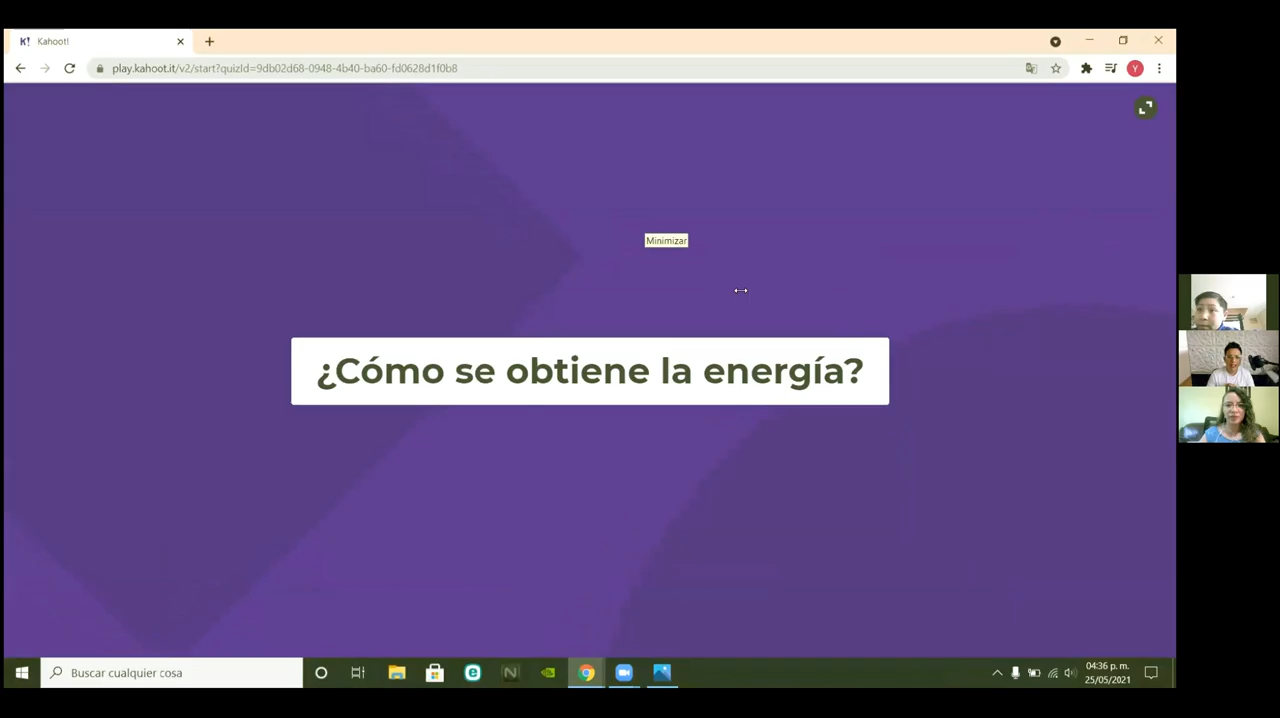 K! Kahoot!
play.kahoot.it/v2/start?quizId=9db02d68-0948-4b40-ba60-fd0628d1f0b8
Y
Minimizar
¿Cómo se obtiene la energía?
Buscar cualquier cosa
04:36 p. m.
25/05/2021